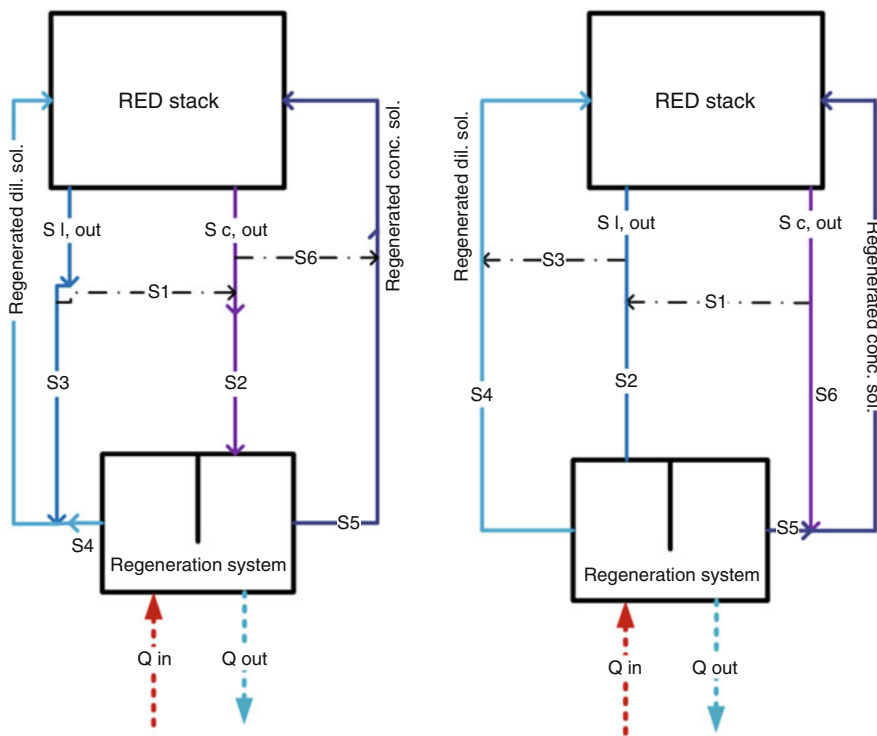 RED stack
Regenerated dil. sol.
Regenerated conc. sol.
S l, out
S c, out
S6
S1
S3
S2
S4
S5
Regeneration system
Q in
Q out
RED stack
Regenerated dil. sol.
Regenerated conc. sol.
S l, out
S c, out
S3
S1
S4
S2
S6
S5
Regeneration system
Q in
Q out